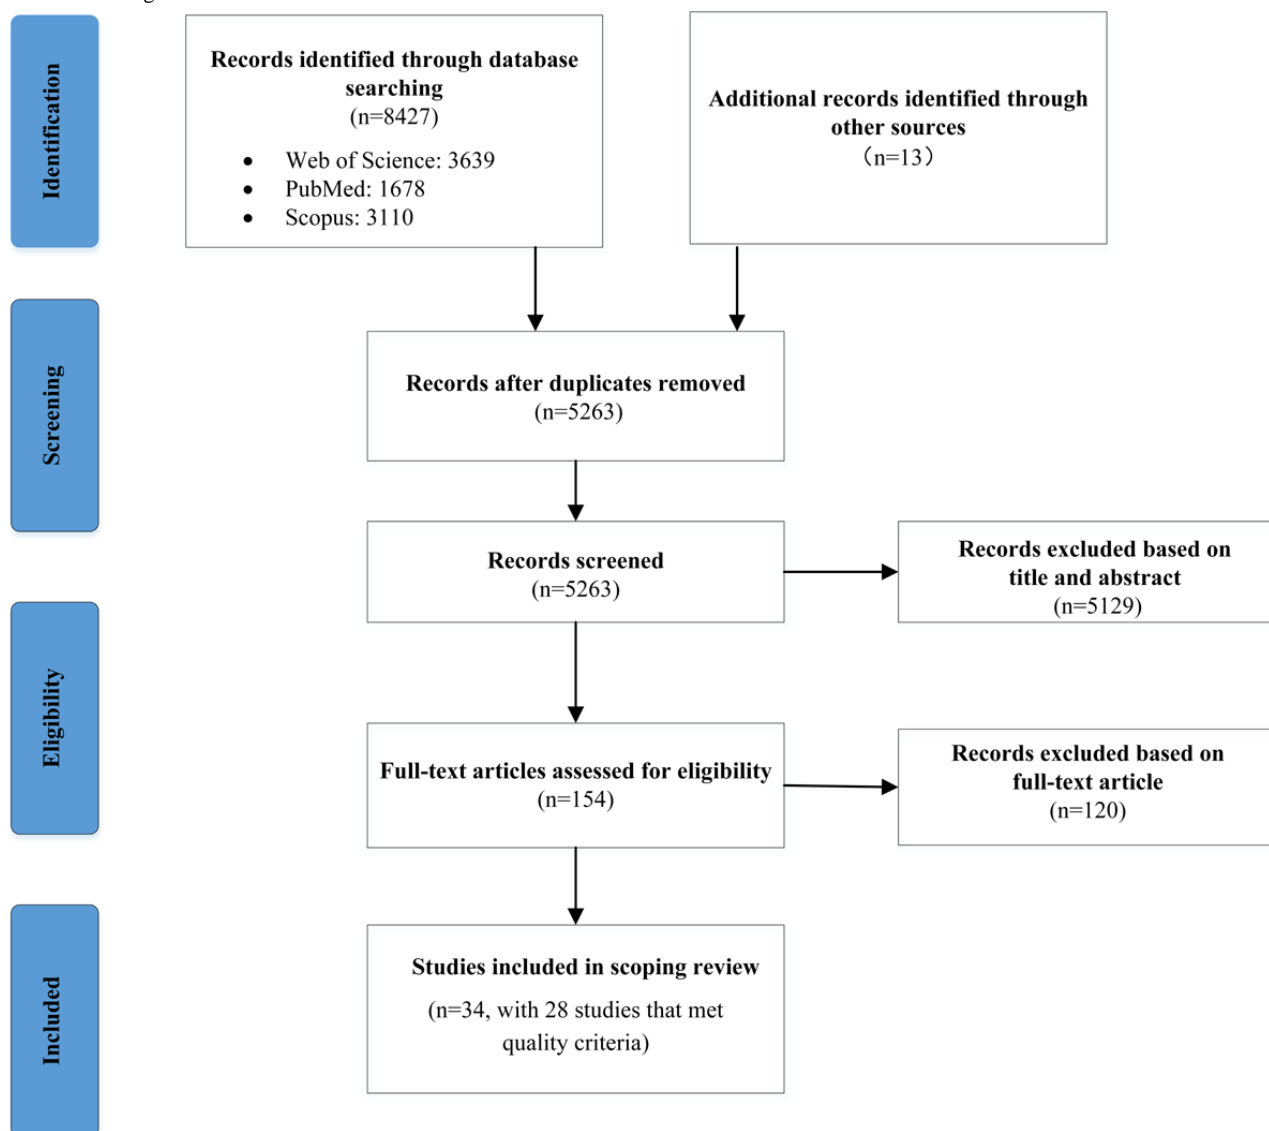 Identification
Records identified through database
searching
(n=8427)
• Web of Science: 3639
• PubMed: 1678
• Scopus: 3110
Additional records identified through
other sources
（n=13）
Screening
Records after duplicates removed
(n=5263)
Records screened
(n=5263)
Records excluded based on
title and abstract
(n=5129)
Eligibility
Full-text articles assessed for eligibility
(n=154)
Records excluded based on
full-text article
(n=120)
Included
Studies included in scoping review
(n=34, with 28 studies that met
quality criteria)